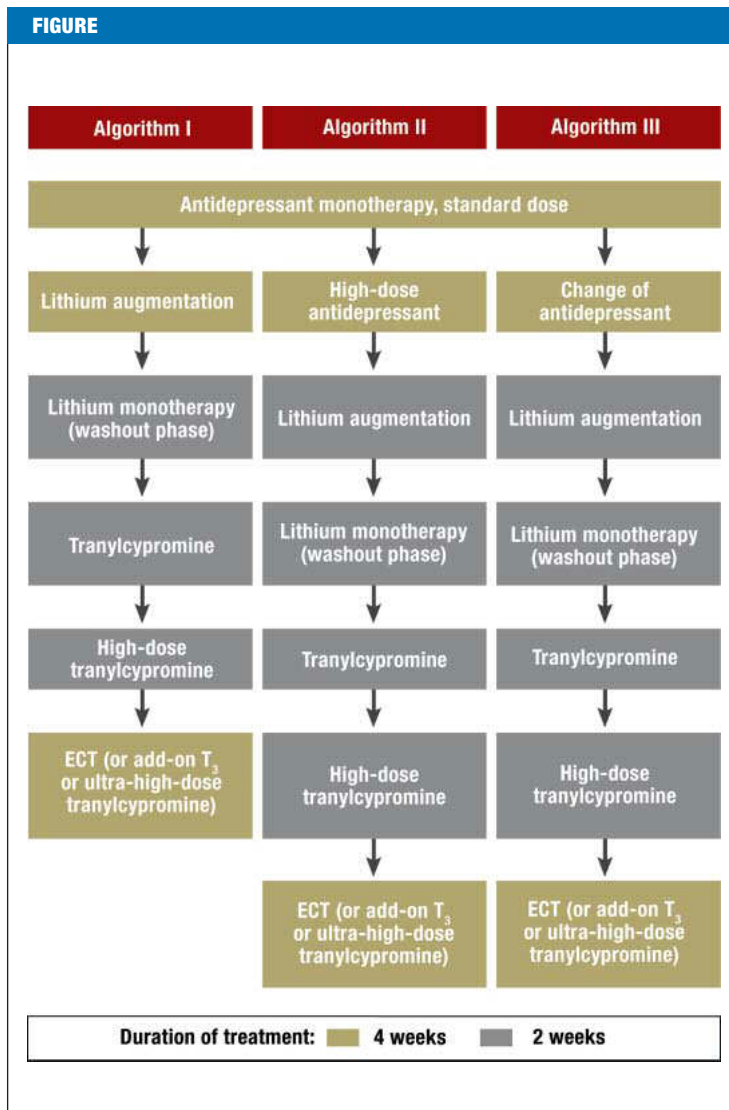 FIGURE
Algorithm I
Algorithm II
Algorithm III
Antidepressant monotherapy, standard dose
Lithium augmentation
High-dose
antidepressant
Change of
antidepressant
Lithium monotherapy
(washout phase)
Lithium augmentation
Lithium augmentation
Tranylcypromine
Lithium monotherapy
(washout phase)
Lithium monotherapy
(washout phase)
High-dose
tranylcypromine
Tranylcypromine
Tranylcypromine
ECT (or add-on T₃
or ultra-high-dose
tranylcypromine)
High-dose
tranylcypromine
High-dose
tranylcypromine
ECT (or add-on T₃
or ultra-high-dose
tranylcypromine)
ECT (or add-on T₃
or ultra-high-dose
tranylcypromine)
Duration of treatment: 4 weeks 2 weeks